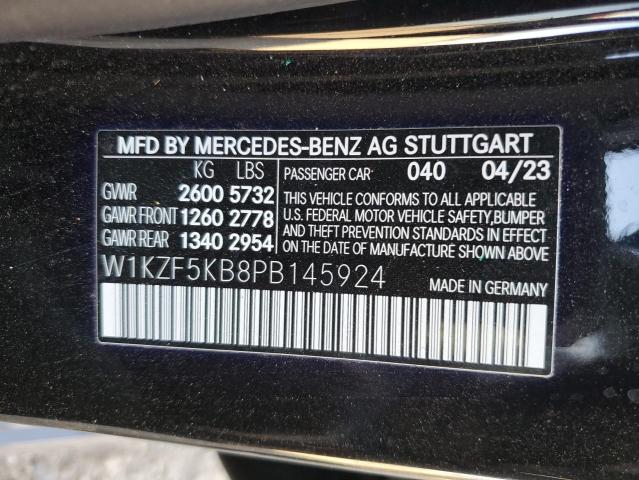 MFD BY MERCEDES-BENZ AG STUTTGART
KG LBS
GVWR 2600 5732
GAWR FRONT 1260 2778
GAWR REAR 1340 2954
PASSENGER CAR: 040 04/23
THIS VEHICLE CONFORMS TO ALL APPLICABLE
U.S. FEDERAL MOTOR VEHICLE SAFETY,BUMPER
AND THEFT PREVENTION STANDARDS IN EFFECT
ON THE DATE OF MANUFACTURE SHOWN ABOVE
W1KZF5KB8PB145924
MADE IN GERMANY